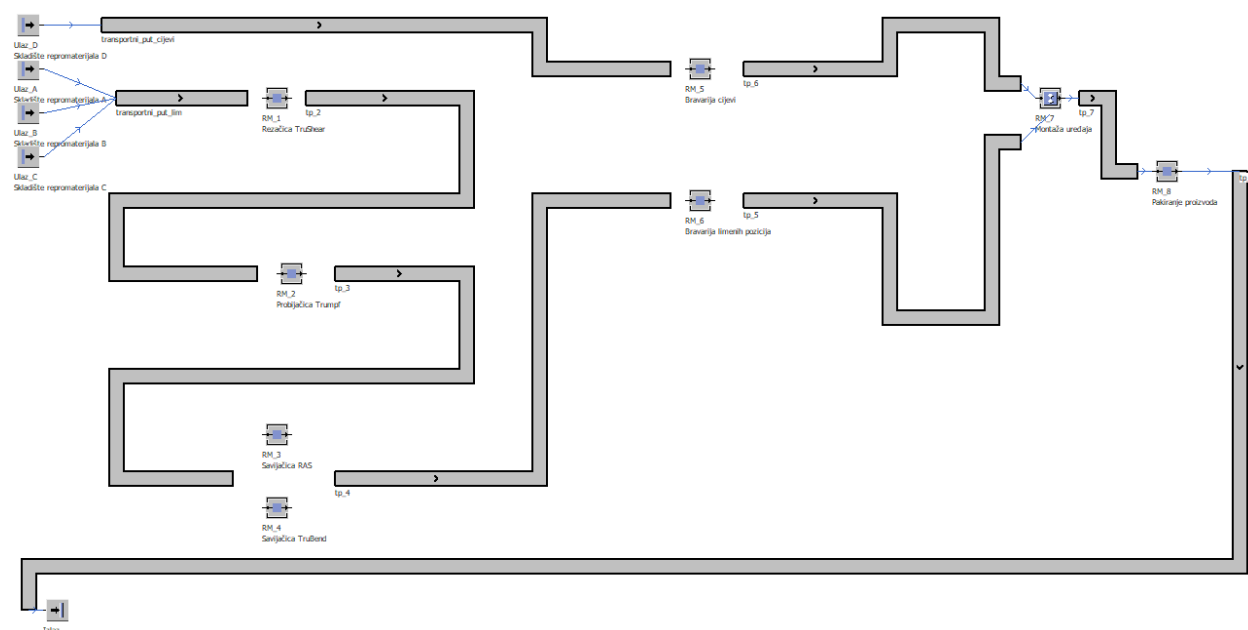 Ulaz_D
Skladište repromaterijala D
transportni_put_cijevi
Ulaz_A
Skladište repromaterijala A
transportni_put_lim
Ulaz_B
Skladište repromaterijala B
Ulaz_C
Skladište repromaterijala C
RM_1
Rezačica TruShear
tp_2
RM_5
Bravarija cijevi
tp_6
RM_7
Montaža uređaja
tp_7
RM_8
Pakiranje proizvoda
tp
RM_6
Bravarija limenih pozicija
tp_5
RM_2
Probijačica Trumpf
tp_3
RM_3
Savijačica RAS
tp_4
RM_4
Savijačica TruBend